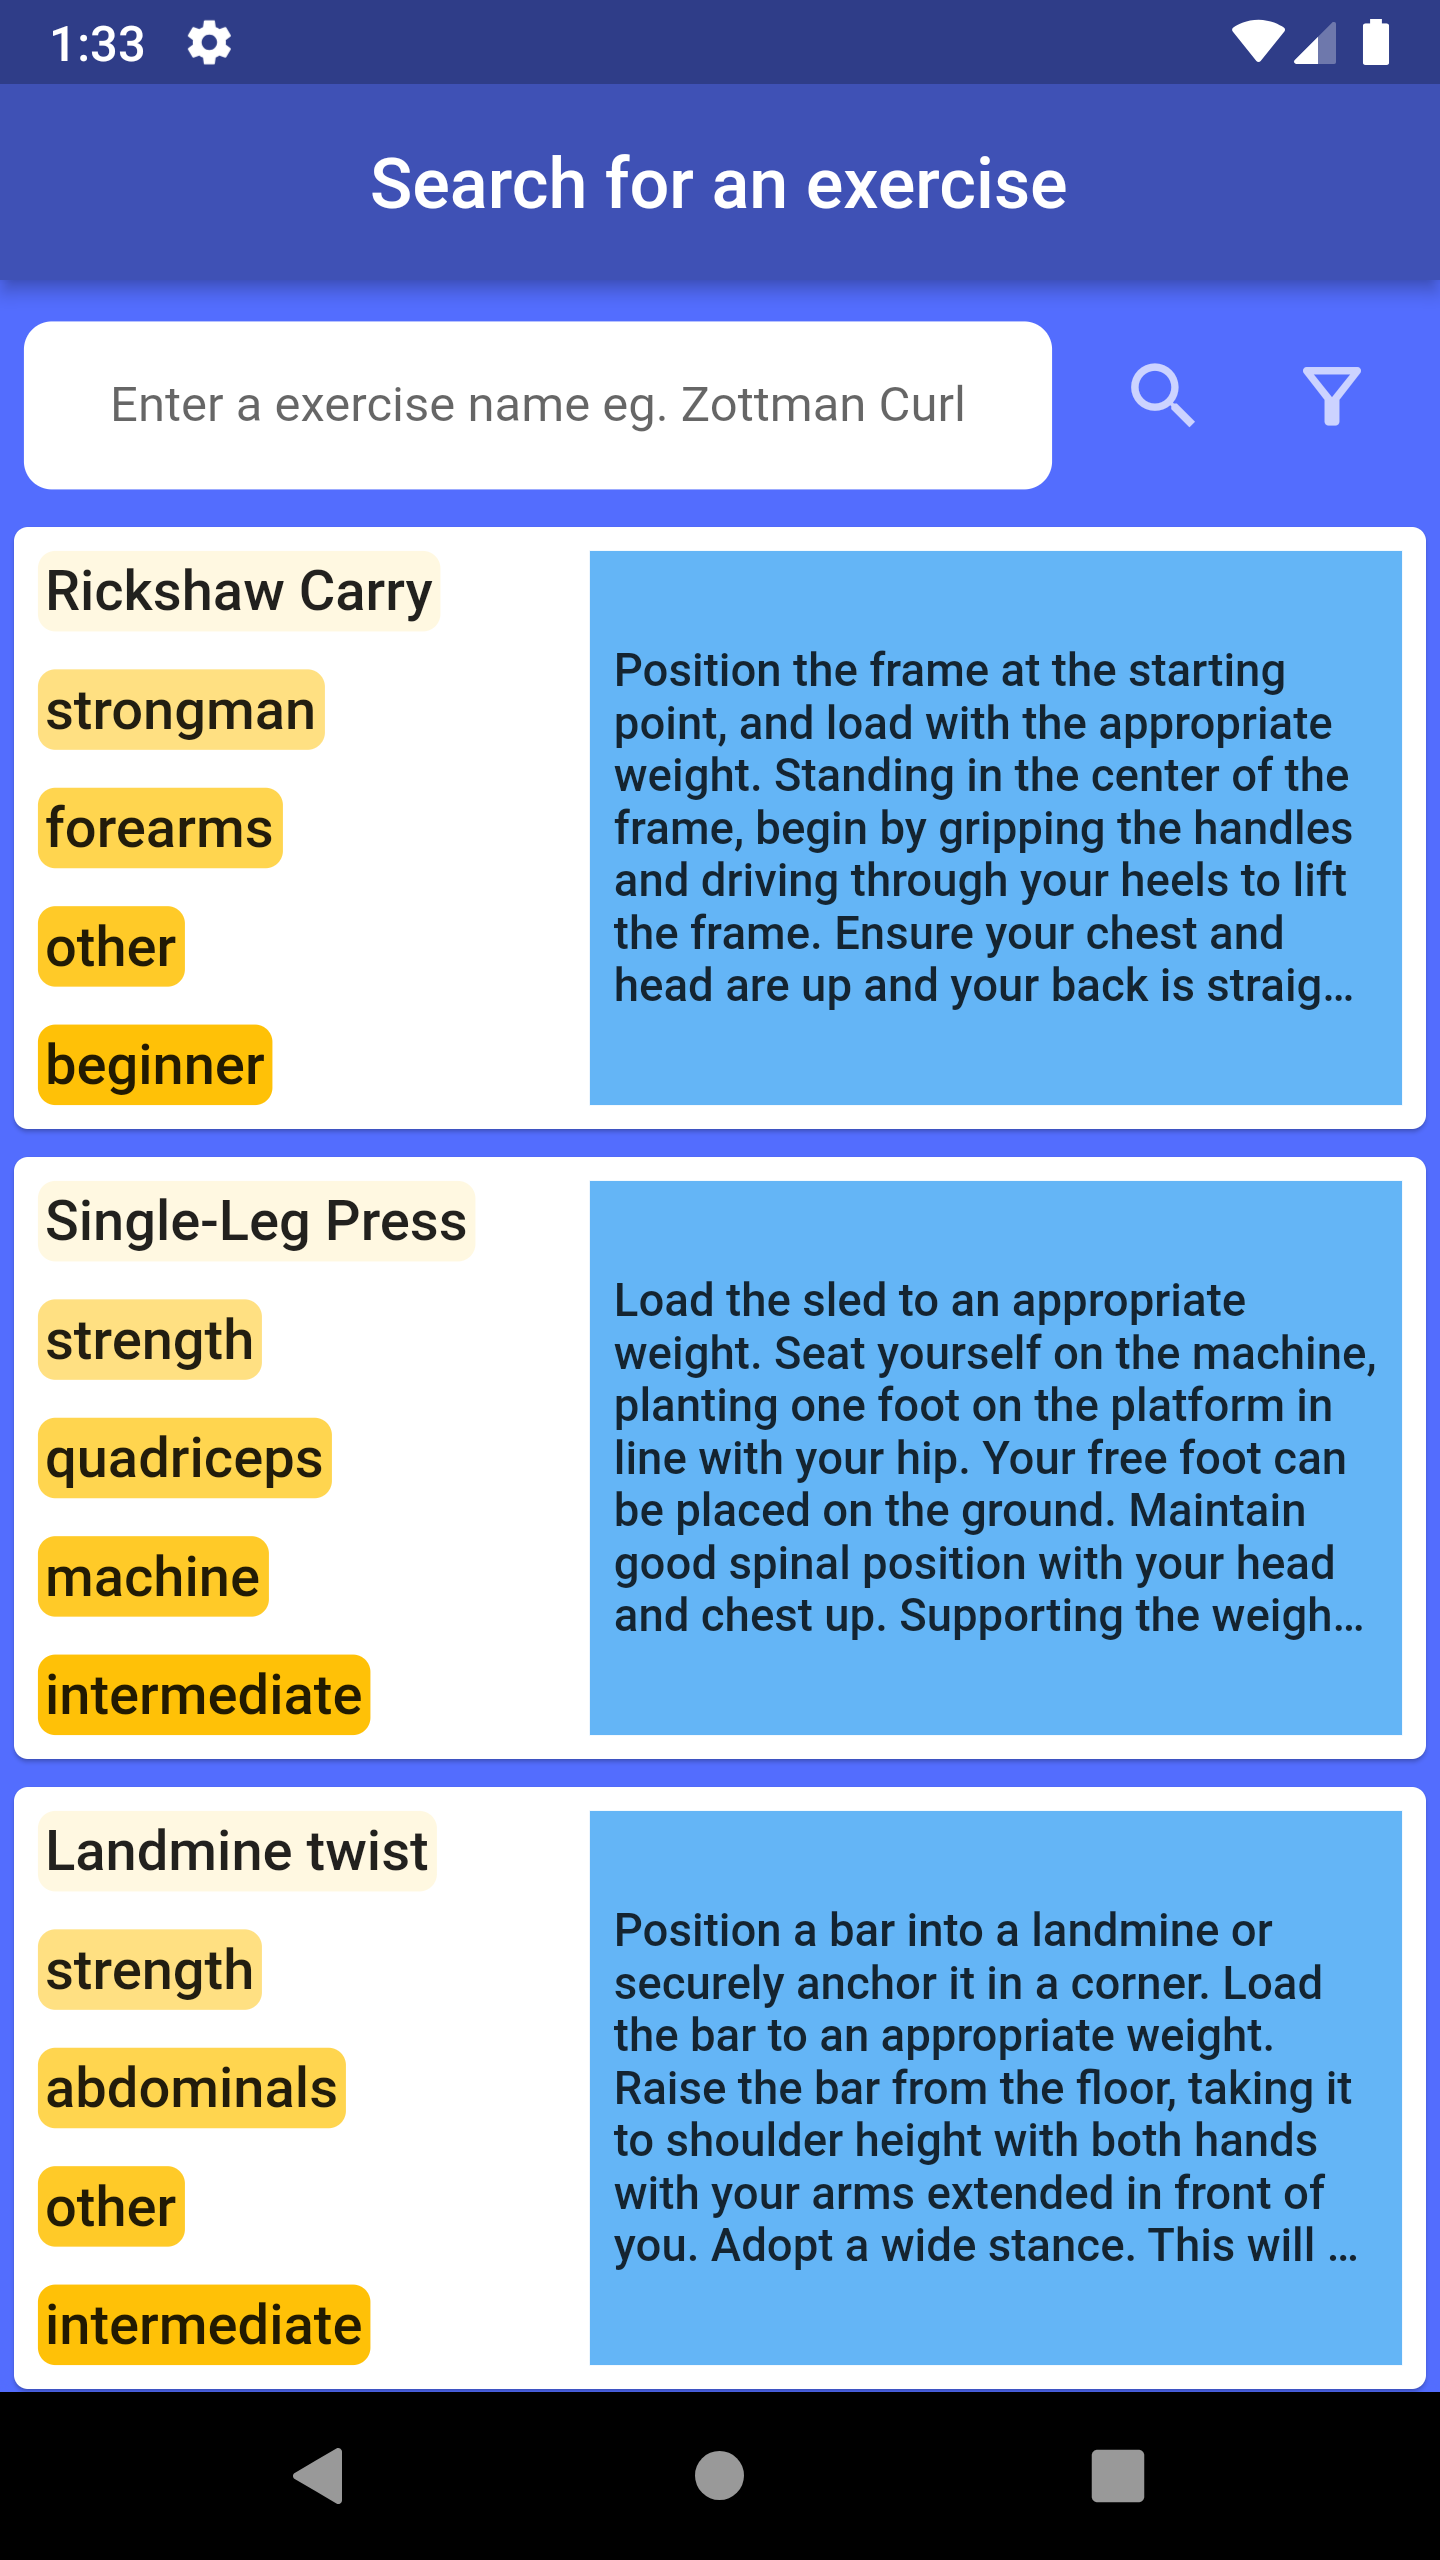 1:33
Search for an exercise
Enter a exercise name eg. Zottman Curl
Rickshaw Carry
strongman
forearms
other
beginner
Position the frame at the starting
point, and load with the appropriate
weight. Standing in the center of the
frame, begin by gripping the handles
and driving through your heels to lift
the frame. Ensure your chest and
head are up and your back is straig…
Single-Leg Press
strength
quadriceps
machine
intermediate
Load the sled to an appropriate
weight. Seat yourself on the machine,
planting one foot on the platform in
line with your hip. Your free foot can
be placed on the ground. Maintain
good spinal position with your head
and chest up. Supporting the weigh…
Landmine twist
strength
abdominals
other
intermediate
Position a bar into a landmine or
securely anchor it in a corner. Load
the bar to an appropriate weight.
Raise the bar from the floor, taking it
to shoulder height with both hands
with your arms extended in front of
you. Adopt a wide stance. This will …